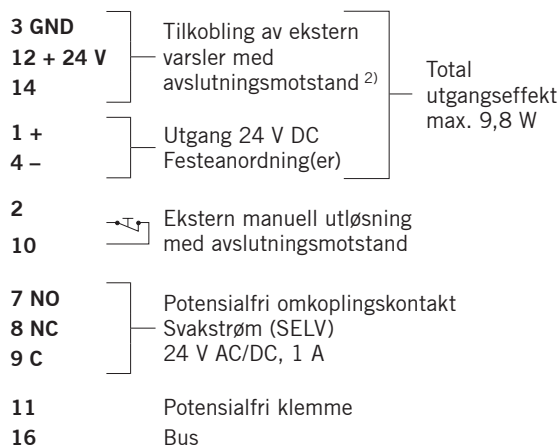 3 GND
12 + 24 V
14
Tilkobling av ekstern
varsler med
avslutningsmotstand 2)
1 +
4 –
Utgang 24 V DC
Festeanordning(er)
Total
utgangseffekt
max. 9,8 W
2
10
Ekstern manuell utløsning
med avslutningsmotstand
7 NO
8 NC
9 C
Potensialfri omkoplingskontakt
Svakstrøm (SELV)
24 V AC/DC, 1 A
11 Potensialfri klemme
16 Bus